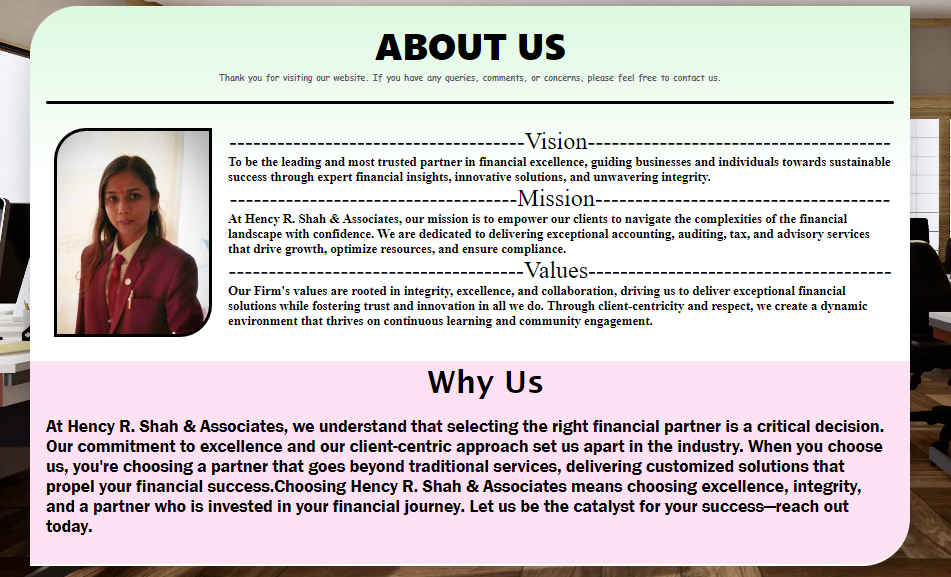 ABOUT US
Thank you for visiting our website. If you have any queries, comments, or concerns, please feel free to contact us.
-------------------------------------Vision--------------------------------------
To be the leading and most trusted partner in financial excellence, guiding businesses and individuals towards sustainable
success through expert financial insights, innovative solutions, and unwavering integrity.
------------------------------------Mission-------------------------------------
At Hency R. Shah & Associates, our mission is to empower our clients to navigate the complexities of the financial
landscape with confidence. We are dedicated to delivering exceptional accounting, auditing, tax, and advisory services
that drive growth, optimize resources, and ensure compliance.
-------------------------------------Values--------------------------------------
Our Firm's values are rooted in integrity, excellence, and collaboration, driving us to deliver exceptional financial
solutions while fostering trust and innovation in all we do. Through client-centricity and respect, we create a dynamic
environment that thrives on continuous learning and community engagement.
Why Us
At Hency R. Shah & Associates, we understand that selecting the right financial partner is a critical decision.
Our commitment to excellence and our client-centric approach set us apart in the industry. When you choose
us, you're choosing a partner that goes beyond traditional services, delivering customized solutions that
propel your financial success.Choosing Hency R. Shah & Associates means choosing excellence, integrity,
and a partner who is invested in your financial journey. Let us be the catalyst for your success—reach out
today.